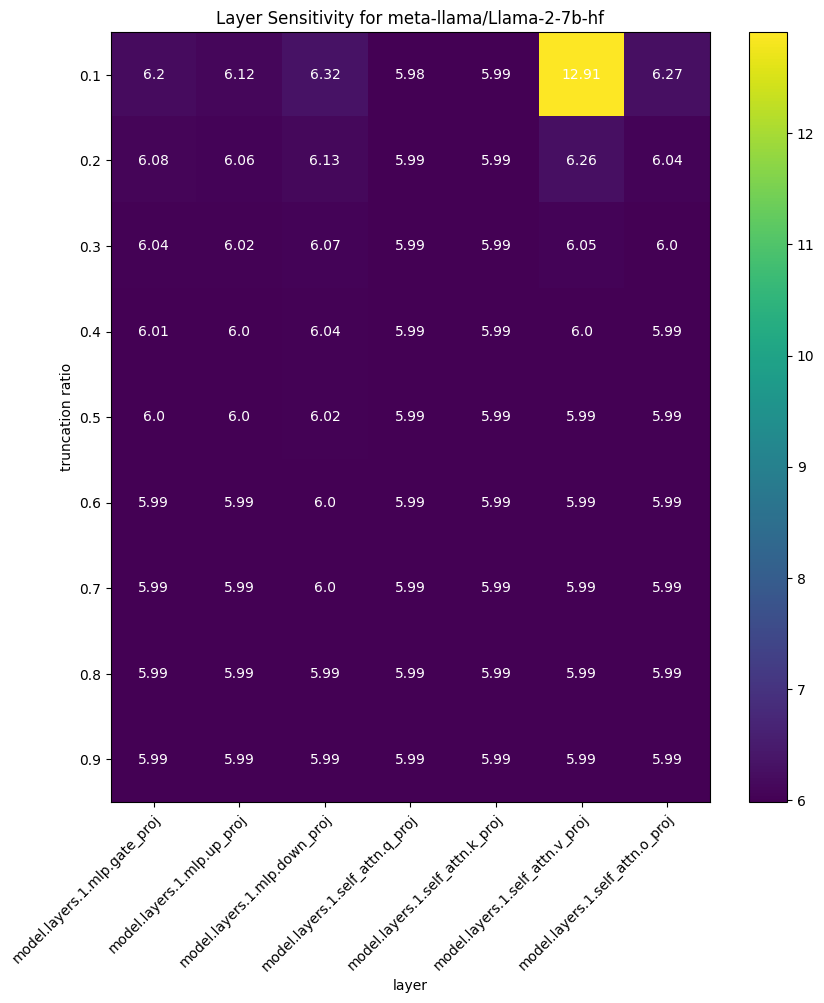 Layer Sensitivity for meta-llama/Llama-2-7b-hf
truncation ratio
0.1 6.2 6.12 6.32 5.98 5.99 12.91 6.27
0.2 6.08 6.06 6.13 5.99 5.99 6.26 6.04
0.3 6.04 6.02 6.07 5.99 5.99 6.05 6.0
0.4 6.01 6.0 6.04 5.99 5.99 6.0 5.99
0.5 6.0 6.0 6.02 5.99 5.99 5.99 5.99
0.6 5.99 5.99 6.0 5.99 5.99 5.99 5.99
0.7 5.99 5.99 6.0 5.99 5.99 5.99 5.99
0.8 5.99 5.99 5.99 5.99 5.99 5.99 5.99
0.9 5.99 5.99 5.99 5.99 5.99 5.99 5.99
model.layers.1.mlp.gate_proj
model.layers.1.mlp.up_proj
model.layers.1.mlp.down_proj
model.layers.1.self_attn.q_proj
model.layers.1.self_attn.k_proj
model.layers.1.self_attn.v_proj
model.layers.1.self_attn.o_proj
layer
12
11
10
9
8
7
6